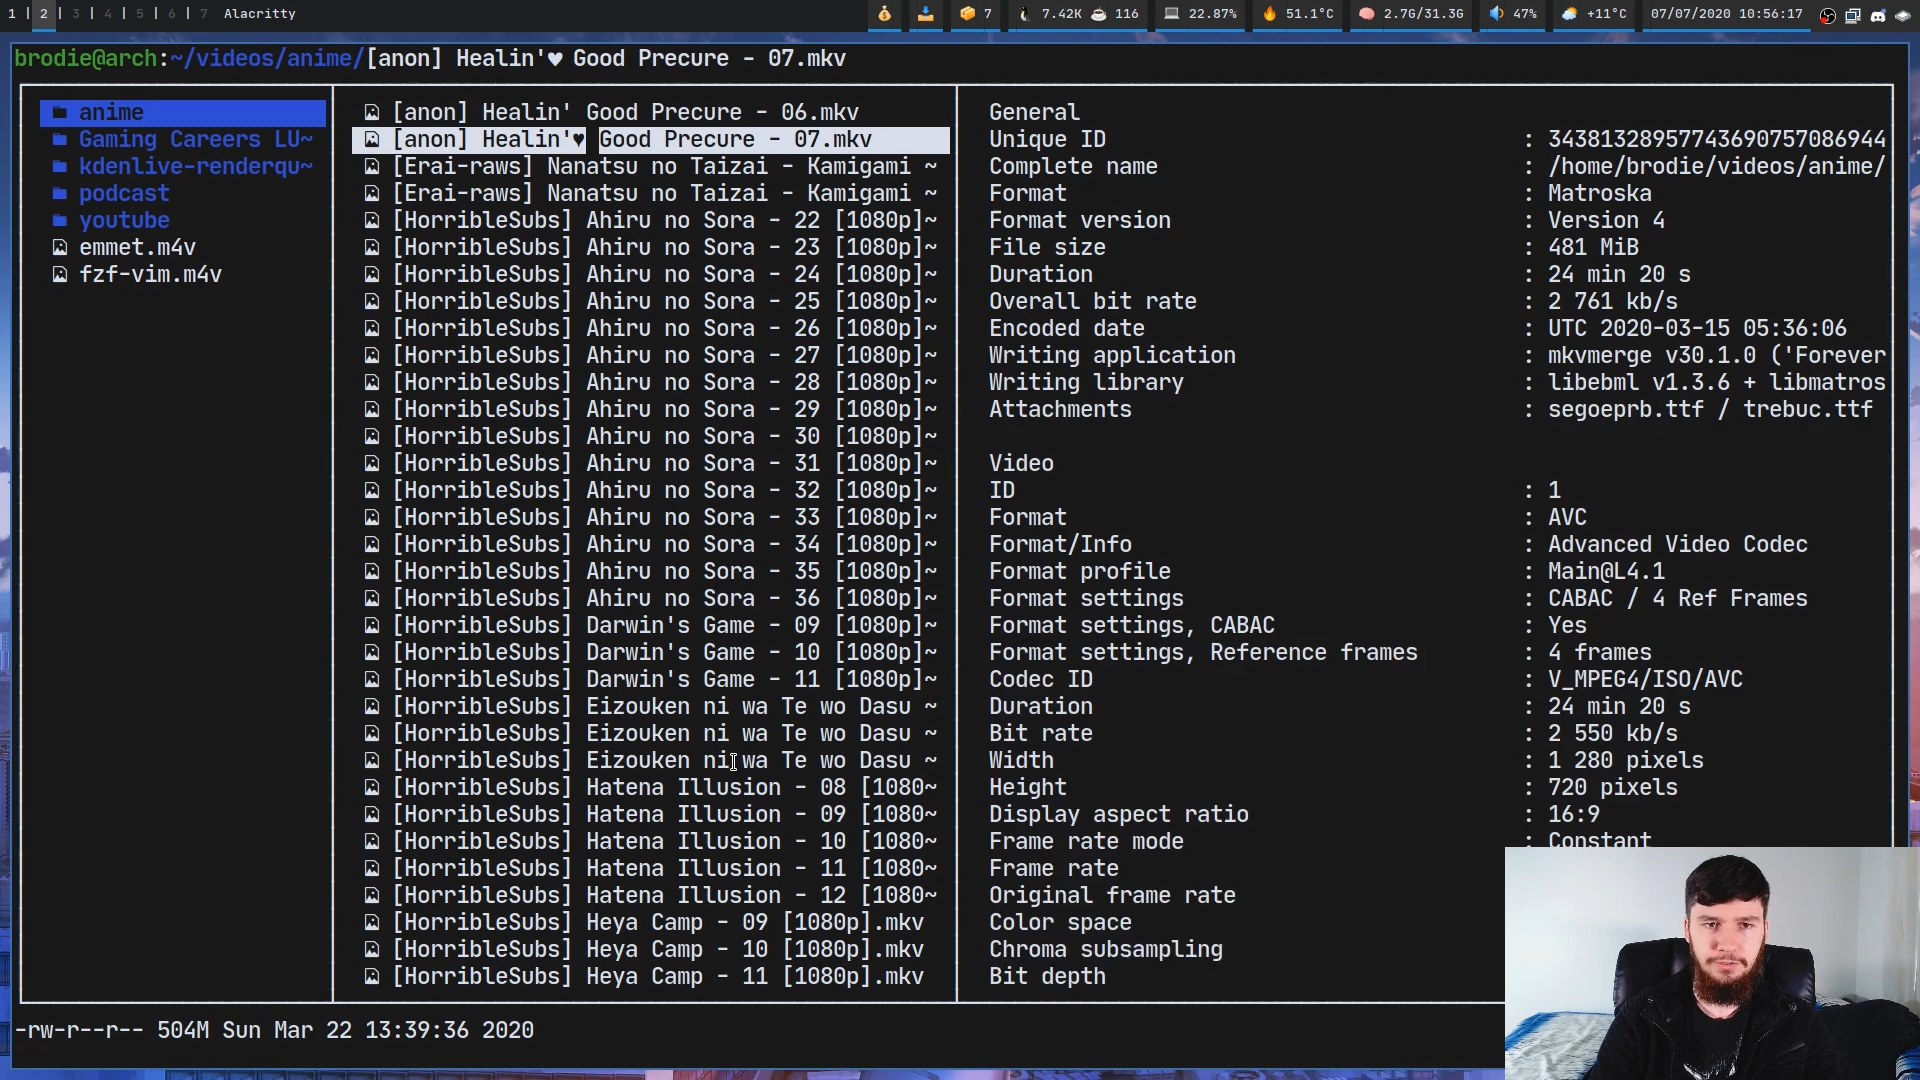 1 | 2 | 3 | 4 | 5 | 6 | 7 Alacritty 7 7.42K 116 22.87% 51.1°C 2.7G/31.3G 47% +11°C 07/07/2020 10:56:17
brodie@arch:~/videos/anime/[anon] Healin'♥ Good Precure - 07.mkv
anime
Gaming Careers LU~
kdenlive-renderqu~
podcast
youtube
emmet.m4v
fzf-vim.m4v
[anon] Healin' Good Precure - 06.mkv
[anon] Healin'♥ Good Precure - 07.mkv
[Erai-raws] Nanatsu no Taizai - Kamigami ~
[Erai-raws] Nanatsu no Taizai - Kamigami ~
[HorribleSubs] Ahiru no Sora - 22 [1080p]~
[HorribleSubs] Ahiru no Sora - 23 [1080p]~
[HorribleSubs] Ahiru no Sora - 24 [1080p]~
[HorribleSubs] Ahiru no Sora - 25 [1080p]~
[HorribleSubs] Ahiru no Sora - 26 [1080p]~
[HorribleSubs] Ahiru no Sora - 27 [1080p]~
[HorribleSubs] Ahiru no Sora - 28 [1080p]~
[HorribleSubs] Ahiru no Sora - 29 [1080p]~
[HorribleSubs] Ahiru no Sora - 30 [1080p]~
[HorribleSubs] Ahiru no Sora - 31 [1080p]~
[HorribleSubs] Ahiru no Sora - 32 [1080p]~
[HorribleSubs] Ahiru no Sora - 33 [1080p]~
[HorribleSubs] Ahiru no Sora - 34 [1080p]~
[HorribleSubs] Ahiru no Sora - 35 [1080p]~
[HorribleSubs] Ahiru no Sora - 36 [1080p]~
[HorribleSubs] Darwin's Game - 09 [1080p]~
[HorribleSubs] Darwin's Game - 10 [1080p]~
[HorribleSubs] Darwin's Game - 11 [1080p]~
[HorribleSubs] Eizouken ni wa Te wo Dasu ~
[HorribleSubs] Eizouken ni wa Te wo Dasu ~
[HorribleSubs] Eizouken ni wa Te wo Dasu ~
[HorribleSubs] Hatena Illusion - 08 [1080~
[HorribleSubs] Hatena Illusion - 09 [1080~
[HorribleSubs] Hatena Illusion - 10 [1080~
[HorribleSubs] Hatena Illusion - 11 [1080~
[HorribleSubs] Hatena Illusion - 12 [1080~
[HorribleSubs] Heya Camp - 09 [1080p].mkv
[HorribleSubs] Heya Camp - 10 [1080p].mkv
[HorribleSubs] Heya Camp - 11 [1080p].mkv
General
Unique ID : 34381328957743690757086944
Complete name : /home/brodie/videos/anime/
Format : Matroska
Format version : Version 4
File size : 481 MiB
Duration : 24 min 20 s
Overall bit rate : 2 761 kb/s
Encoded date : UTC 2020-03-15 05:36:06
Writing application : mkvmerge v30.1.0 ('Forever
Writing library : libebml v1.3.6 + libmatros
Attachments : segoeprb.ttf / trebuc.ttf
Video
ID : 1
Format : AVC
Format/Info : Advanced Video Codec
Format profile : Main@L4.1
Format settings : CABAC / 4 Ref Frames
Format settings, CABAC : Yes
Format settings, Reference frames : 4 frames
Codec ID : V_MPEG4/ISO/AVC
Duration : 24 min 20 s
Bit rate : 2 550 kb/s
Width : 1 280 pixels
Height : 720 pixels
Display aspect ratio : 16:9
Frame rate mode : Constant
Frame rate
Original frame rate
Color space
Chroma subsampling
Bit depth
-rw-r--r-- 504M Sun Mar 22 13:39:36 2020